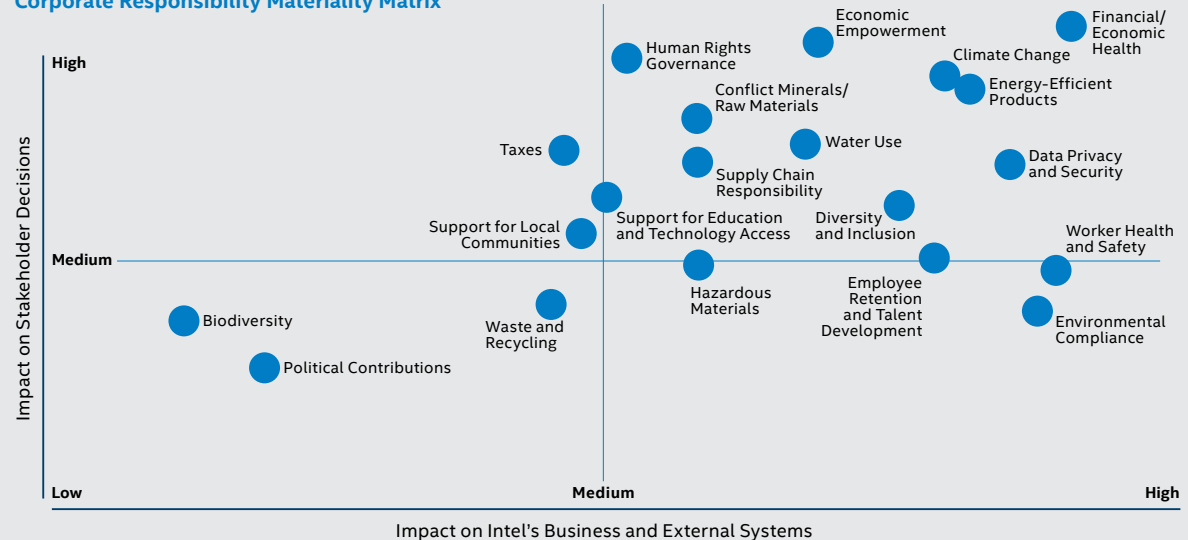 Corporate Responsibility Materiality Matrix
Economic
Empowerment
Financial/
Economic
Health
Human Rights
Governance
Climate Change
High
Energy-Efficient
Products
Conflict Minerals/
Raw Materials
Water Use
Taxes
Data Privacy
and Security
Supply Chain
Responsibility
Support for Local
Communities
Support for Education
and Technology Access
Diversity
and Inclusion
Worker Health
and Safety
Medium
Hazardous
Materials
Employee
Retention
and Talent
Development
Biodiversity
Waste and
Recycling
Environmental
Compliance
Political Contributions
Impact on Stakeholder Decisions
Low
Medium
High
Impact on Intel's Business and External Systems